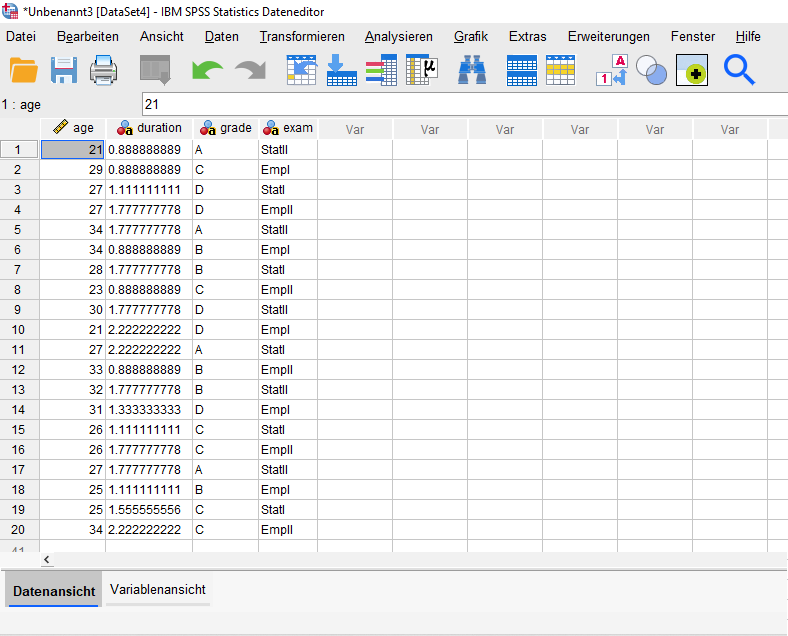 *Unbenannt3 [DataSet4] - IBM SPSS Statistics Dateneditor
Datei Bearbeiten Ansicht Daten Transformieren Analysieren Grafik Extras Erweiterungen Fenster Hilfe
μ 1 A
1 : age 21
age duration grade exam Var Var Var Var Var Var
1 21 0.888888889 A StatII
2 29 0.888888889 C EmpI
3 27 1.111111111 D StatI
4 27 1.777777778 D EmpII
5 34 1.777777778 A StatII
6 34 0.888888889 B EmpI
7 28 1.777777778 B StatI
8 23 0.888888889 C EmpII
9 30 1.777777778 D StatII
10 21 2.222222222 D EmpI
11 27 2.222222222 A StatI
12 33 0.888888889 B EmpII
13 32 1.777777778 B StatII
14 31 1.333333333 D EmpI
15 26 1.111111111 C StatI
16 26 1.777777778 C EmpII
17 27 1.777777778 A StatII
18 25 1.111111111 B EmpI
19 25 1.555555556 C StatI
20 34 2.222222222 C EmpII
Datenansicht Variablenansicht